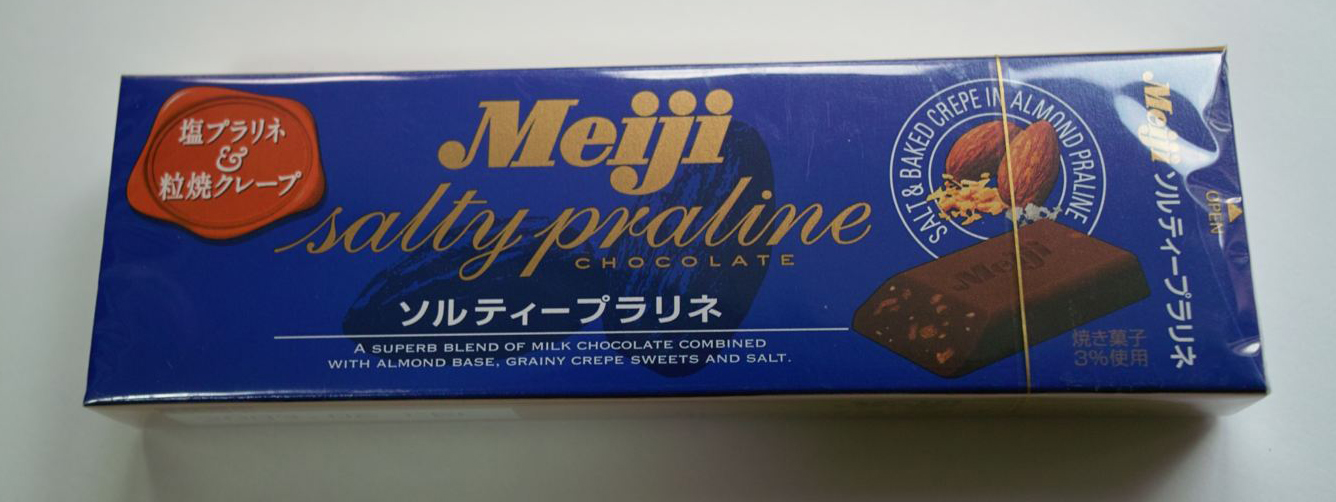 塩プラリネ
&
粒焼クレープ
Meiji
salty praline
CHOCOLATE
ソルティープラリネ
A SUPERB BLEND OF MILK CHOCOLATE COMBINED
WITH ALMOND BASE, GRAINY CREPE SWEETS AND SALT.
SALT & BAKED CREPE IN ALMOND PRALINE
Meiji
焼き菓子
3%使用
Meiji ソルティープラリネ
OPEN